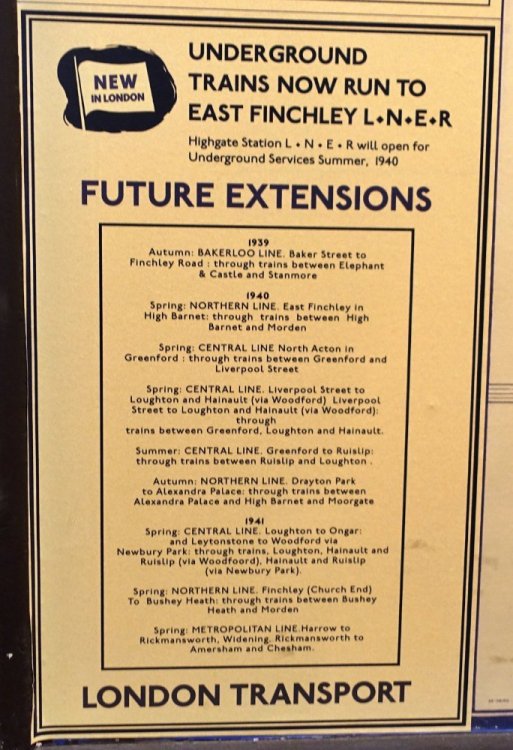 NEW
IN LONDON
UNDERGROUND
TRAINS NOW RUN TO
EAST FINCHLEY L•N•E•R
Highgate Station L • N • E • R will open for
Underground Services Summer, 1940
FUTURE EXTENSIONS
1939
Autumn: BAKERLOO LINE. Baker Street to
Finchley Road : through trains between Elephant
& Castle and Stanmore
1940
Spring: NORTHERN LINE. East Finchley in
High Barnet: through trains between High
Barnet and Morden
Spring: CENTRAL LINE North Acton in
Greenford : through trains between Greenford and
Liverpool Street
Spring: CENTRAL LINE. Liverpool Street to
Loughton and Hainault (via Woodford) Liverpool
Street to Loughton and Hainault (via Woodford):
through
trains between Greenford, Loughton and Hainault.
Summer: CENTRAL LINE. Greenford to Ruislip:
through trains between Ruislip and Loughton .
Autumn: NORTHERN LINE. Drayton Park
to Alexandra Palace: through trains between
Alexandra Palace and High Barnet and Moorgate
1941
Spring: CENTRAL LINE. Loughton to Ongar:
and Leytonstone to Woodford via
Newbury Park: through trains, Loughton, Hainault and
Ruislip (via Woodfoord), Hainault and Ruislip
(via Newbury Park).
Spring: NORTHERN LINE. Finchley (Church End)
To Bushey Heath: through trains between Bushey
Heath and Morden
Spring: METROPOLITAN LINE.Harrow to
Rickmansworth, Widening. Rickmansworth to
Amersham and Chesham.
LONDON TRANSPORT